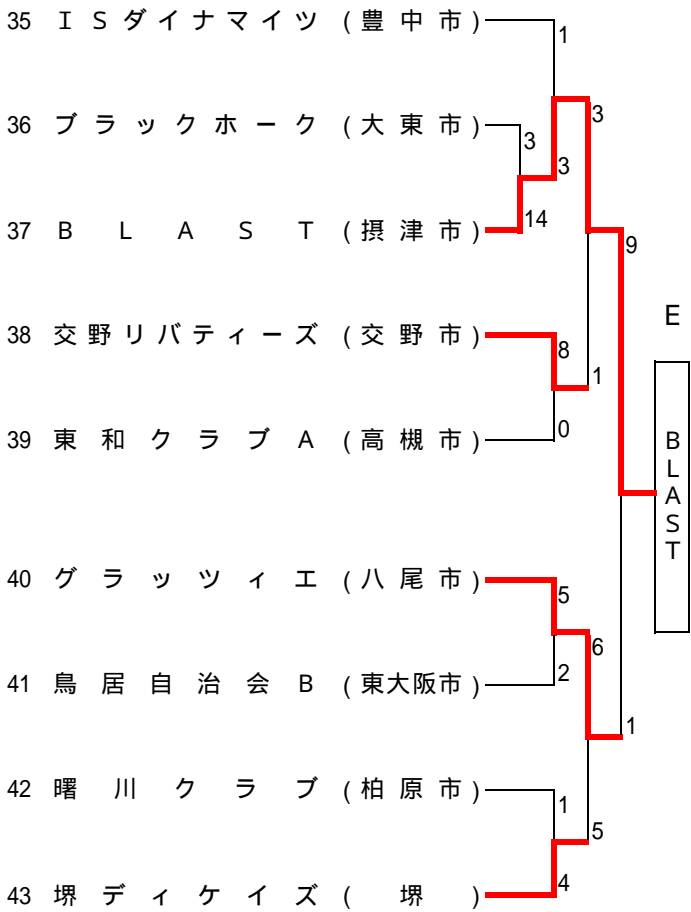 35 ＩＳダイナマイツ (豊中市)
1
36 ブラックホーク (大東市)
3
3
3
37 ＢＬＡＳＴ (摂津市)
14
9
E
38 交野リバティーズ (交野市)
8
1
39 東和クラブA (高槻市)
0
BLAST
40 グラッツィエ (八尾市)
5
6
41 鳥居自治会B (東大阪市)
2
1
42 曙川クラブ (柏原市)
1
5
43 堺ディケイズ (堺)
4